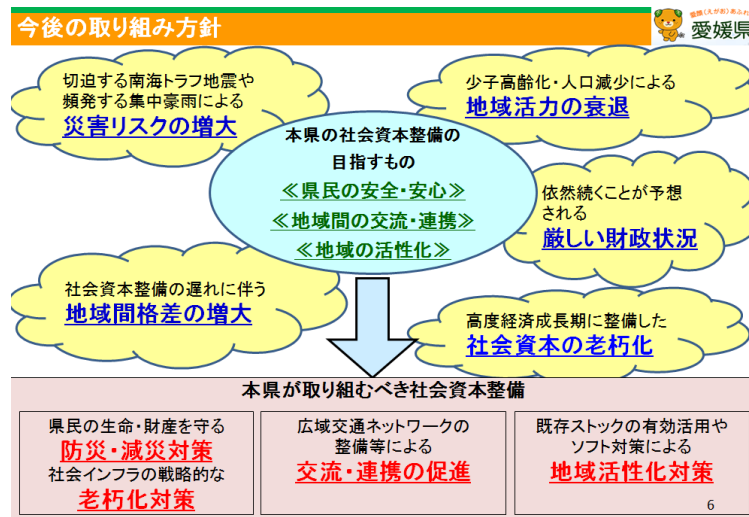 今後の取り組み方針
愛顔(えがお)あふれ
愛媛県
切迫する南海トラフ地震や
頻発する集中豪雨による
災害リスクの増大
少子高齢化・人口減少による
地域活力の衰退
本県の社会資本整備の
目指すもの
≪県民の安全・安心≫
≪地域間の交流・連携≫
≪地域の活性化≫
依然続くことが予想
される
厳しい財政状況
社会資本整備の遅れに伴う
地域間格差の増大
高度経済成長期に整備した
社会資本の老朽化
本県が取り組むべき社会資本整備
県民の生命・財産を守る
防災・減災対策
社会インフラの戦略的な
老朽化対策
広域交通ネットワークの
整備等による
交流・連携の促進
既存ストックの有効活用や
ソフト対策による
地域活性化対策
6